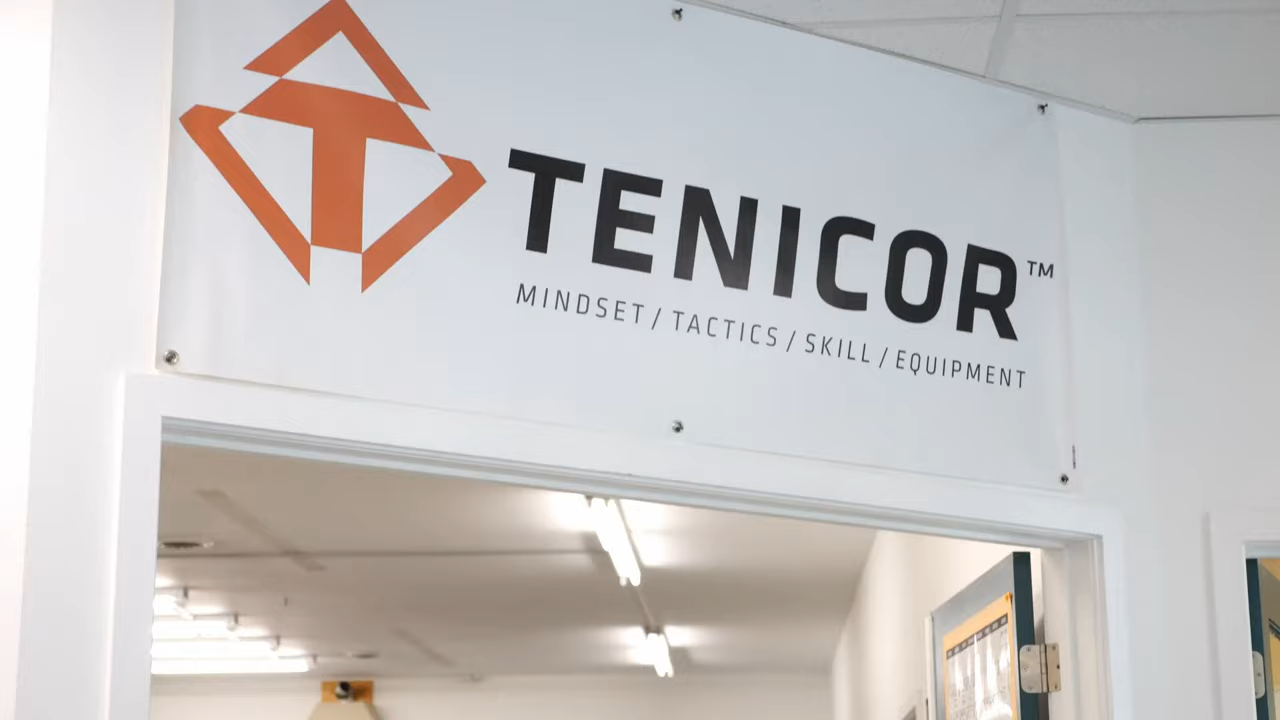 TENICOR™
MINDSET / TACTICS / SKILL / EQUIPMENT